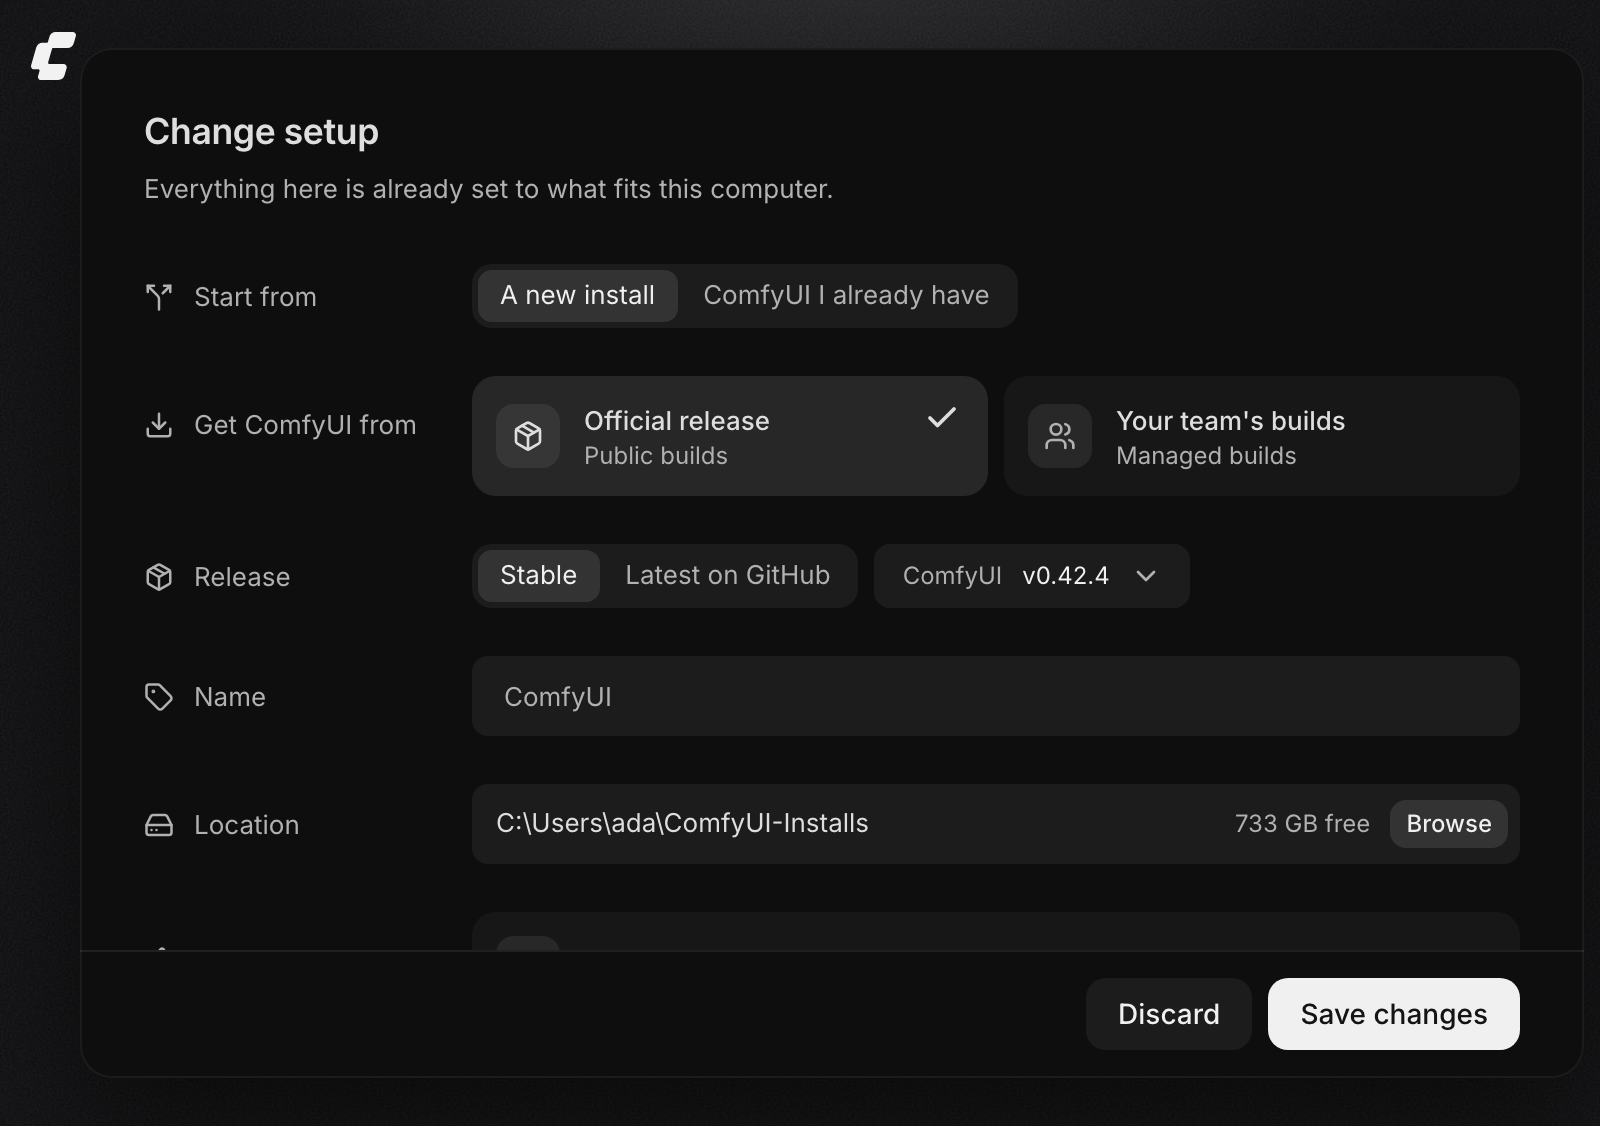 Change setup
Everything here is already set to what fits this computer.
Start from
A new install
ComfyUI I already have
Get ComfyUI from
Official release
Public builds
Your team's builds
Managed builds
Release
Stable
Latest on GitHub
ComfyUI v0.42.4
Name
ComfyUI
Location
C:\Users\ada\ComfyUI-Installs
733 GB free
Browse
Discard
Save changes